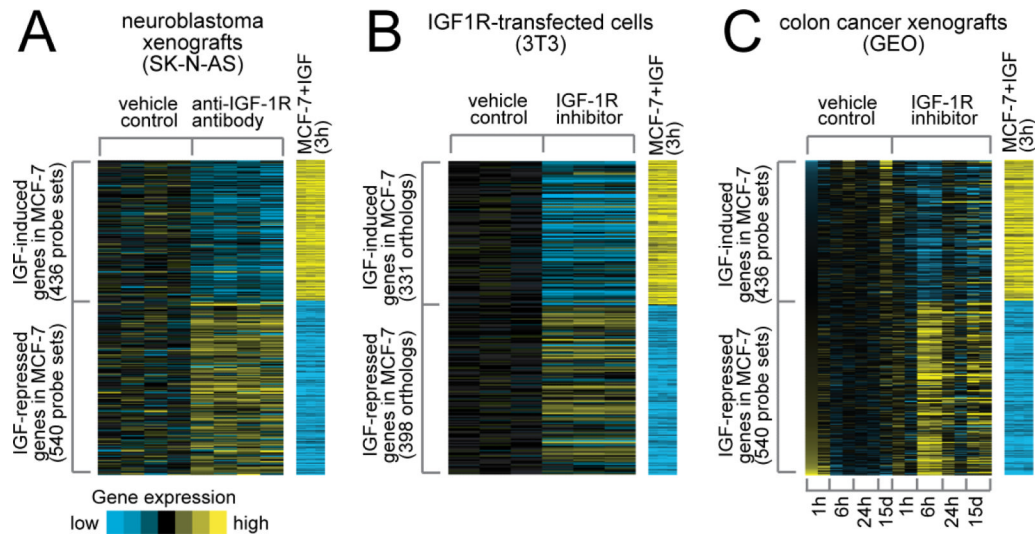 A
neuroblastoma
xenografts
(SK-N-AS)
vehicle
control
anti-IGF-1R
antibody
MCF-7+IGF
(3h)
IGF-induced
genes in MCF-7
(436 probe sets)
IGF-repressed
genes in MCF-7
(540 probe sets)
Gene expression
low
high
B
IGF1R-transfected cells
(3T3)
vehicle
control
IGF-1R
inhibitor
MCF-7+IGF
(3h)
IGF-induced
genes in MCF-7
(331 orthologs)
IGF-repressed
genes in MCF-7
(398 orthologs)
C
colon cancer xenografts
(GEO)
vehicle control
IGF-1R
inhibitor
MCF-7+IGF
(3h)
IGF-induced
genes in MCF-7
(436 probe sets)
IGF-repressed
genes in MCF-7
(540 probe sets)
1h
6h
24h
15d
1h
6h
24h
15d